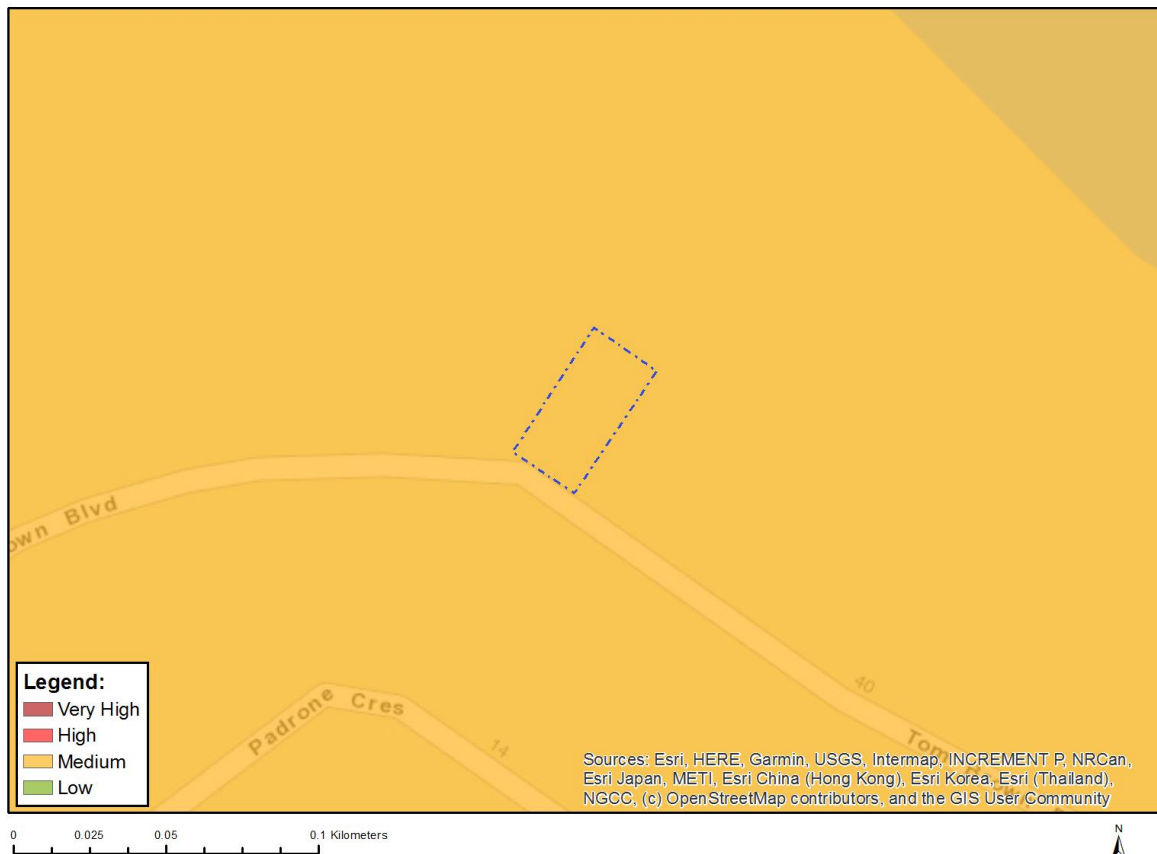 own Blvd
Padrone Cres
14
40
Tom
Legend:
Very High
High
Medium
Low
Sources: Esri, HERE, Garmin, USGS, Intermap, INCREMENT P, NRCan,
Esri Japan, METI, Esri China (Hong Kong), Esri Korea, Esri (Thailand),
NGCC, (c) OpenStreetMap contributors, and the GIS User Community
0 0.025 0.05 0.1 Kilometers
N